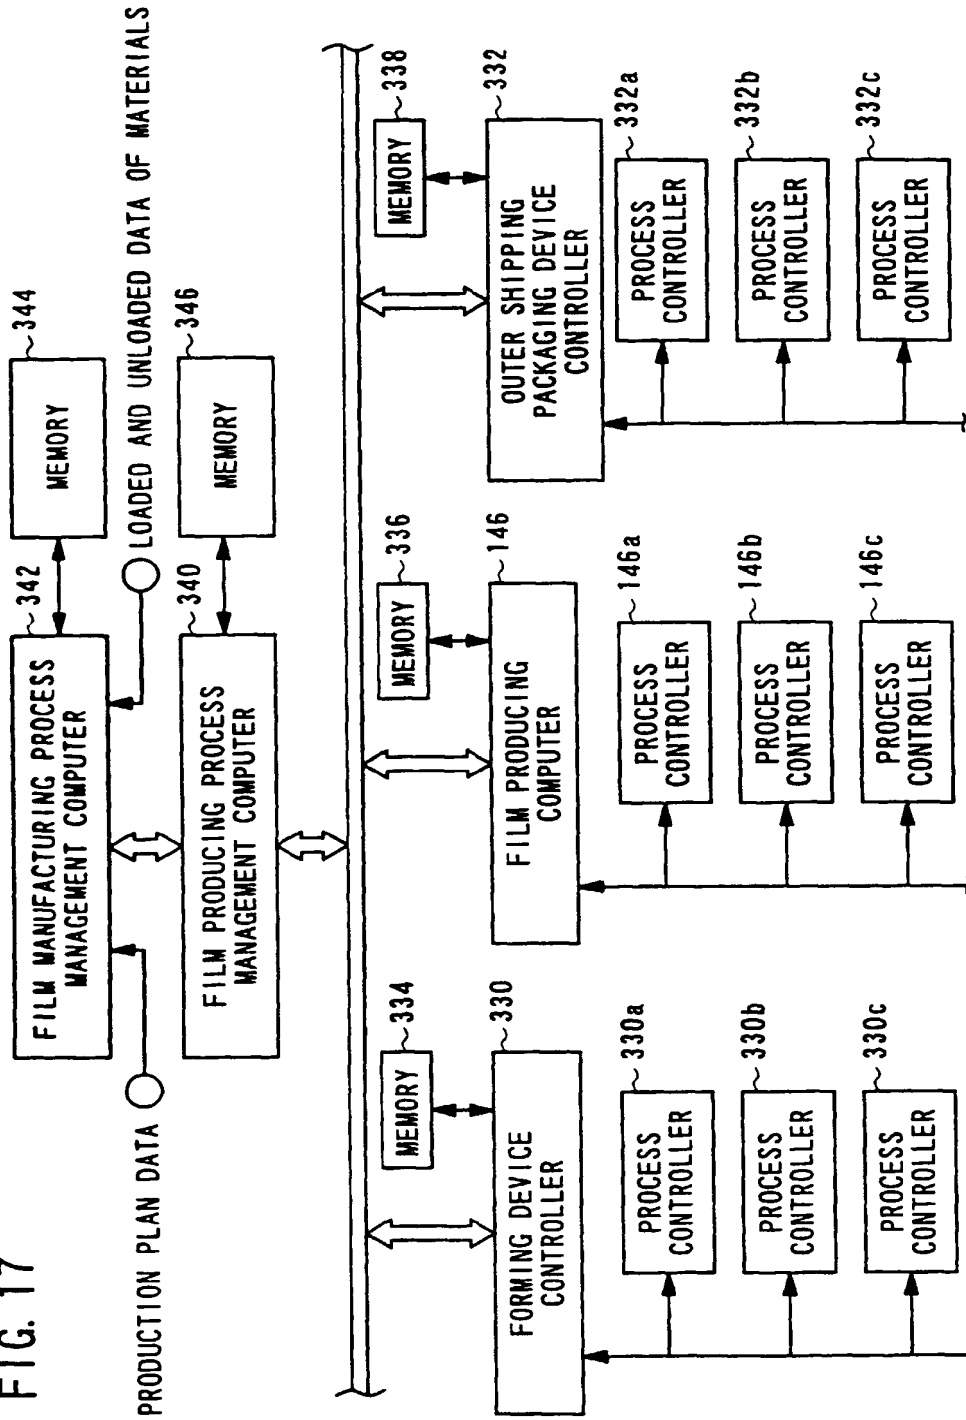 FIG. 17
PRODUCTION PLAN DATA
LOADED AND UNLOADED DATA OF MATERIALS
FILM MANUFACTURING PROCESS
MANAGEMENT COMPUTER
342
MEMORY
344
FILM PRODUCING PROCESS
MANAGEMENT COMPUTER
340
MEMORY
346
MEMORY
334
FORMING DEVICE
CONTROLLER
330
PROCESS
CONTROLLER
330a
PROCESS
CONTROLLER
330b
PROCESS
CONTROLLER
330c
MEMORY
336
FILM PRODUCING
COMPUTER
146
PROCESS
CONTROLLER
146a
PROCESS
CONTROLLER
146b
PROCESS
CONTROLLER
146c
MEMORY
338
OUTER SHIPPING
PACKAGING DEVICE
CONTROLLER
332
PROCESS
CONTROLLER
332a
PROCESS
CONTROLLER
332b
PROCESS
CONTROLLER
332c